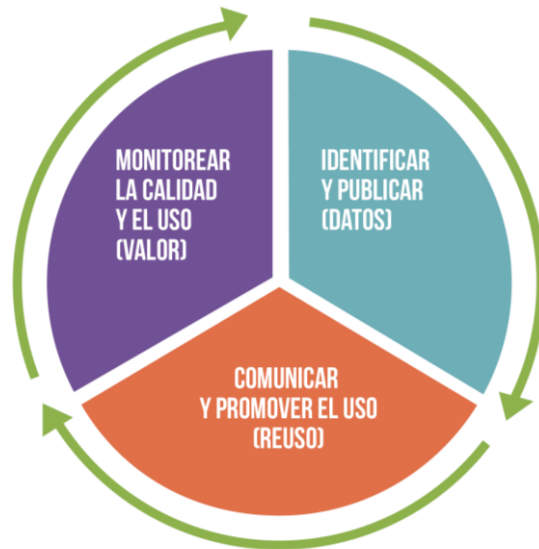 MONITOREAR
LA CALIDAD
Y EL USO
(VALOR)
IDENTIFICAR
Y PUBLICAR
(DATOS)
COMUNICAR
Y PROMOVER EL USO
(REUSO)